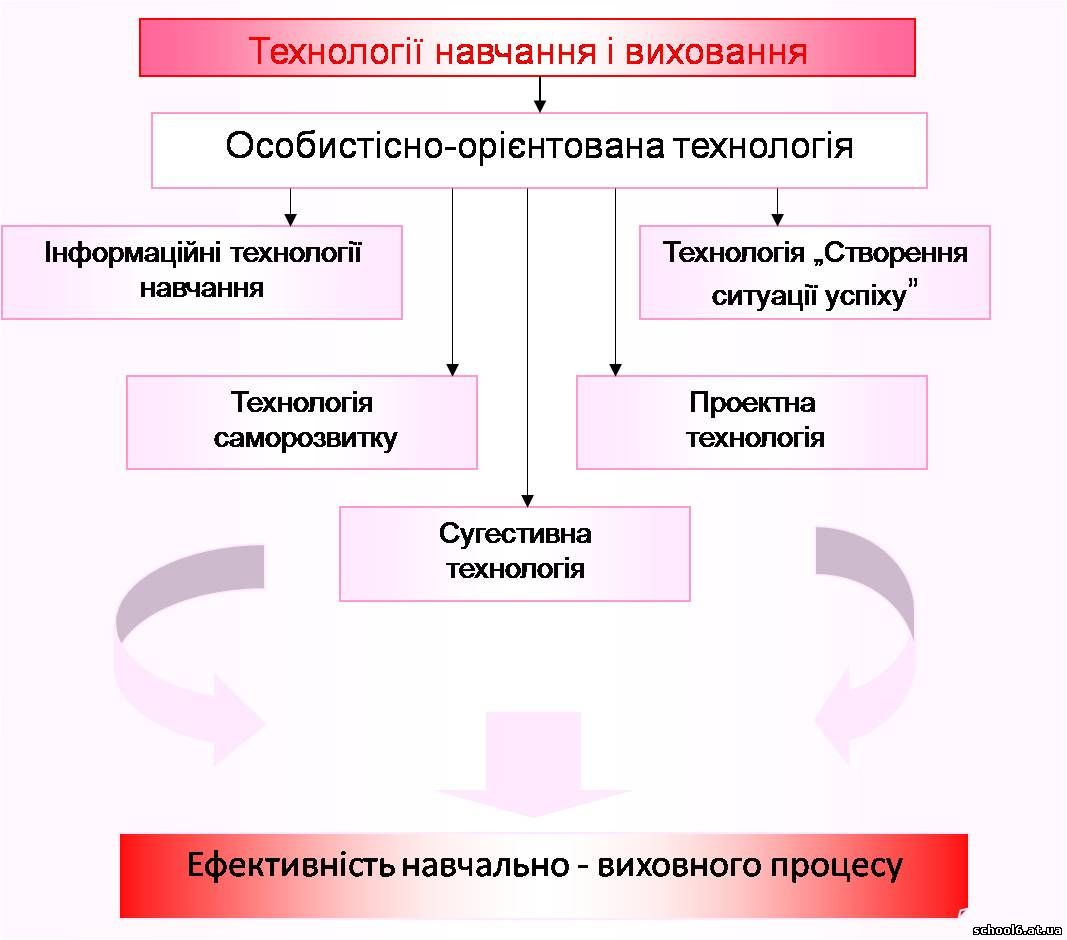 Технології навчання і виховання
Особистісно-орієнтована технологія
Інформаційні технології
навчання
Технологія „Створення
ситуації успіху”
Технологія
саморозвитку
Проектна
технологія
Сугестивна
технологія
Ефективність навчально - виховного процесу
school6.at.ua